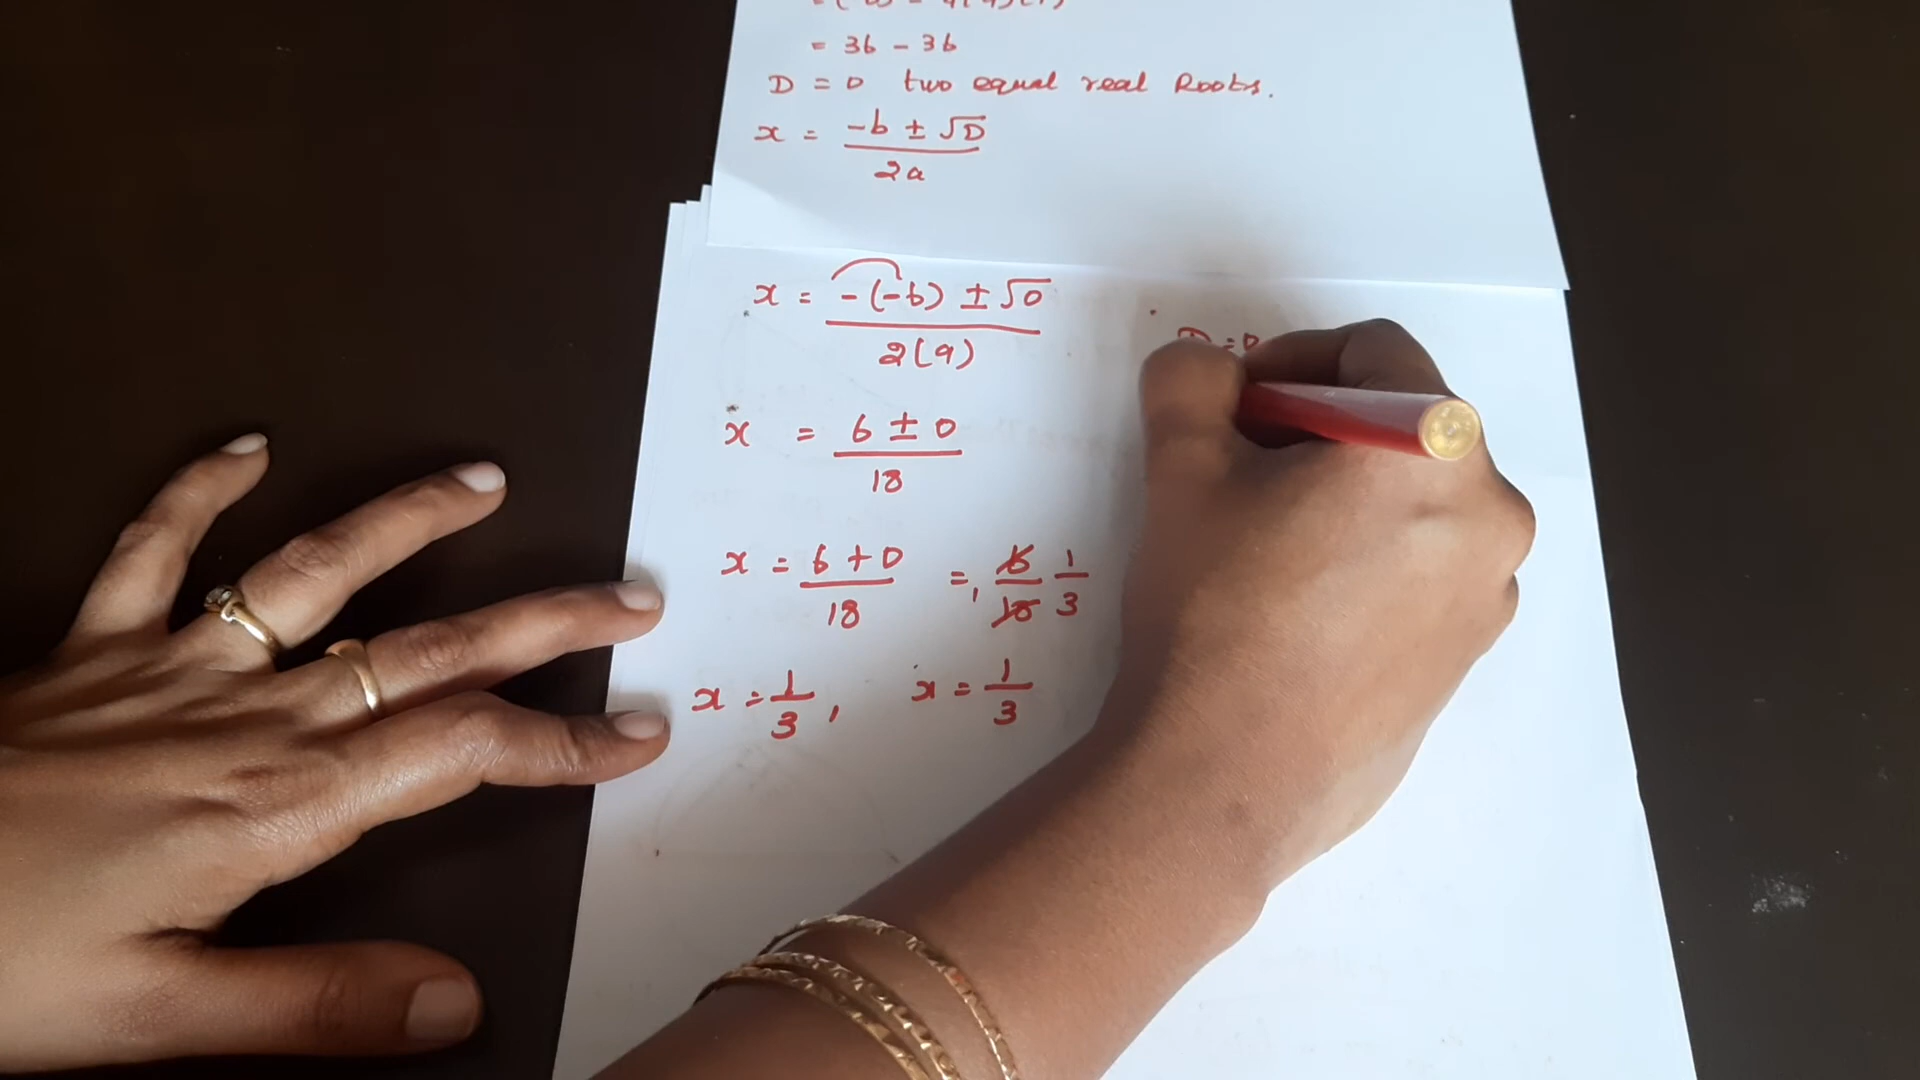 = 36 - 36
D = 0 two equal real Roots.
x = -b ± √D / 2a
x = -(-6) ± √0 / 2(9)
D = 0
x = 6 ± 0 / 18
x = 6 + 0 / 18 = 6 / 18 1 / 3
x = 1 / 3 , x = 1 / 3